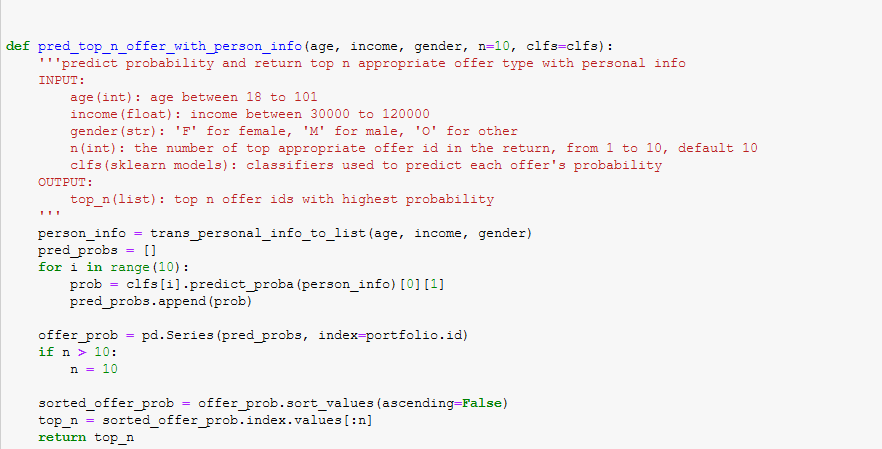 def pred_top_n_offer_with_person_info(age, income, gender, n=10, clfs=clfs):
    '''predict probability and return top n appropriate offer type with personal info
    INPUT:
        age(int): age between 18 to 101
        income(float): income between 30000 to 120000
        gender(str): 'F' for female, 'M' for male, 'O' for other
        n(int): the number of top appropriate offer id in the return, from 1 to 10, default 10
        clfs(sklearn models): classifiers used to predict each offer's probability
    OUTPUT:
        top_n(list): top n offer ids with highest probability
    '''
    person_info = trans_personal_info_to_list(age, income, gender)
    pred_probs = []
    for i in range(10):
        prob = clfs[i].predict_proba(person_info)[0][1]
        pred_probs.append(prob)
    offer_prob = pd.Series(pred_probs, index=portfolio.id)
    if n > 10:
        n = 10
    sorted_offer_prob = offer_prob.sort_values(ascending=False)
    top_n = sorted_offer_prob.index.values[:n]
    return top_n